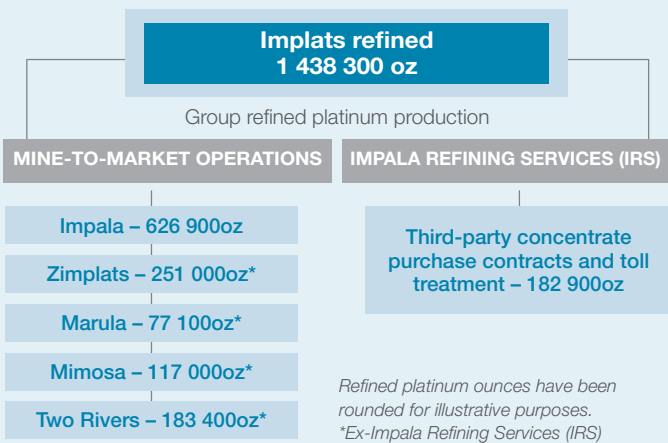 Implats refined
1 438 300 oz
Group refined platinum production
MINE-TO-MARKET OPERATIONS
Impala – 626 900oz
Zimplats – 251 000oz*
Marula – 77 100oz*
Mimosa – 117 000oz*
Two Rivers – 183 400oz*
IMPALA REFINING SERVICES (IRS)
Third-party concentrate
purchase contracts and toll
treatment – 182 900oz
Refined platinum ounces have been
rounded for illustrative purposes.
*Ex-Impala Refining Services (IRS)